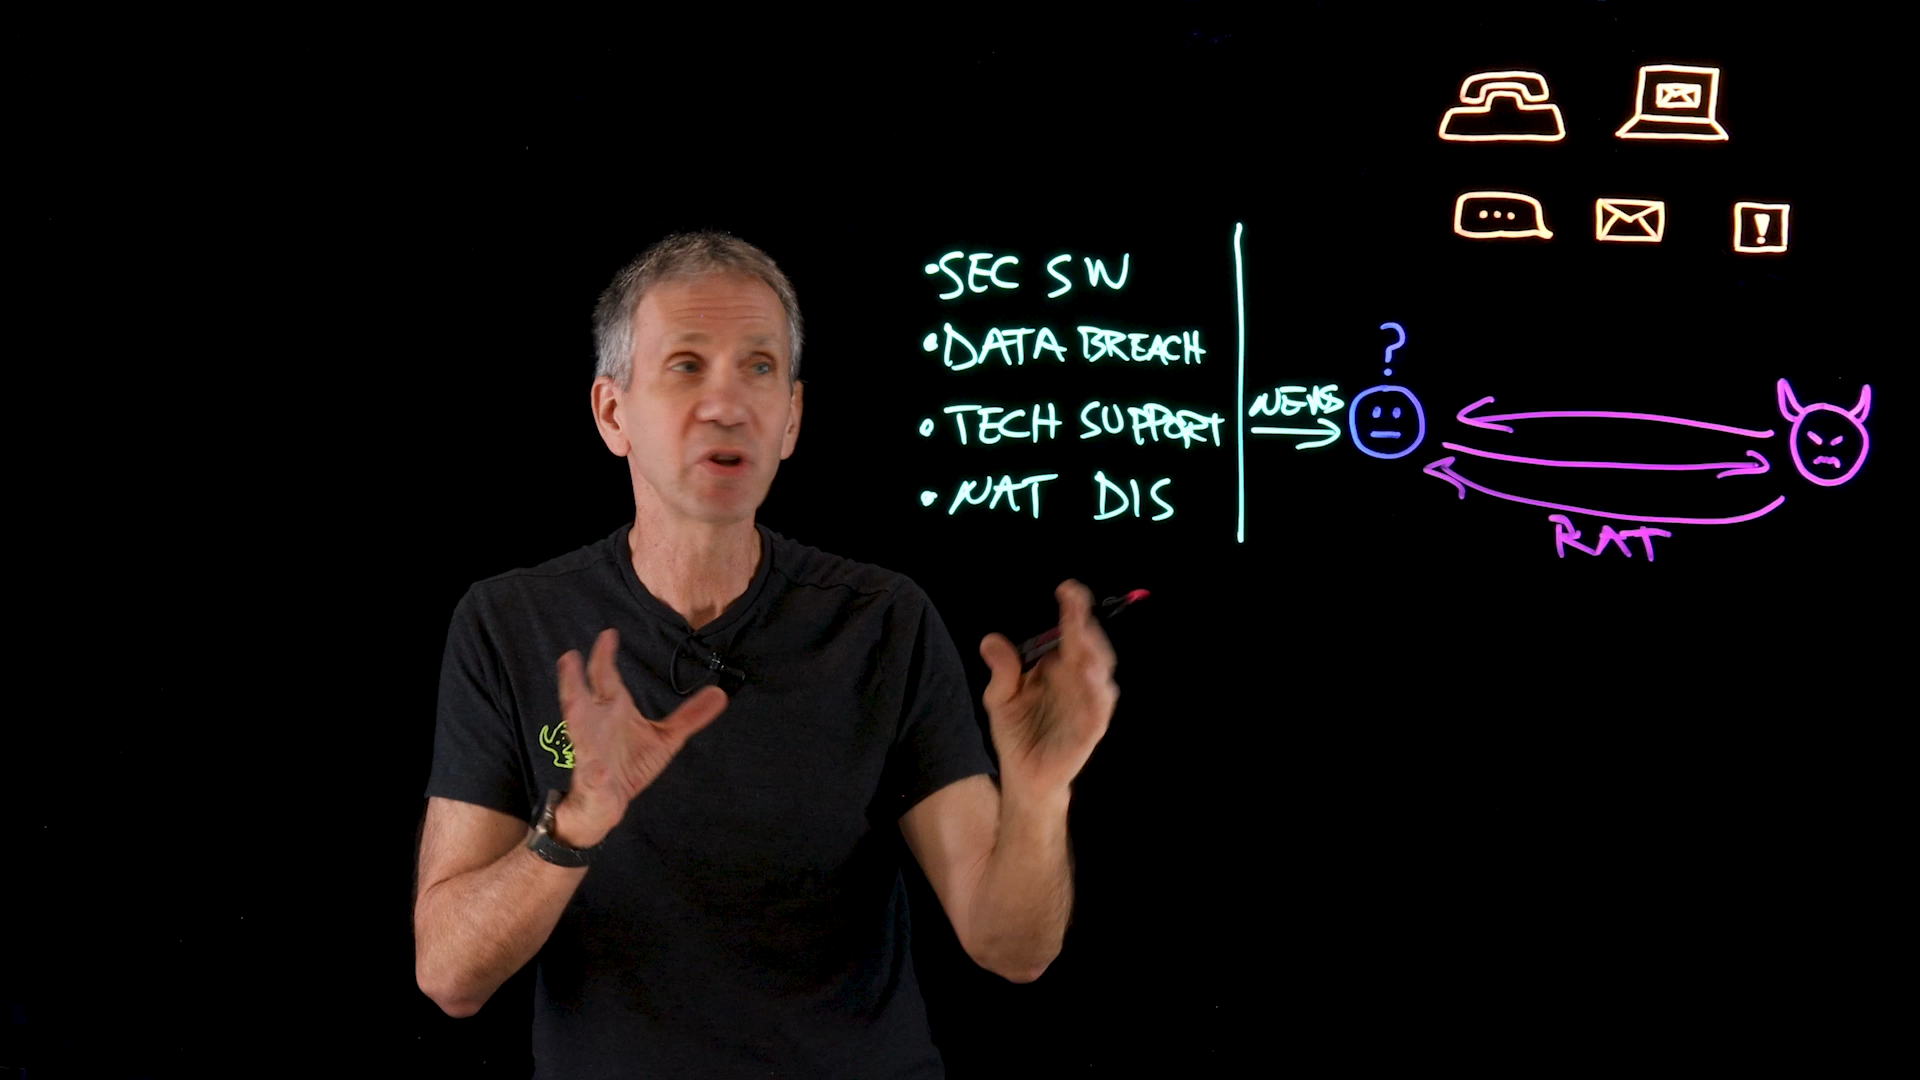 • SEC SW
• DATA BREACH
• TECH SUPPORT
• NAT DIS
NEWS
?
!
RAT